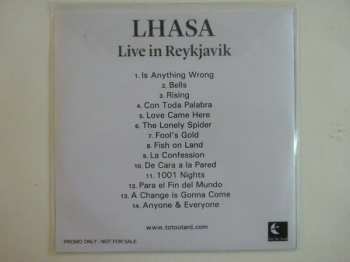 LHASA
Live in Reykjavik
1. Is Anything Wrong
2. Bells
3. Rising
4. Con Toda Palabra
5. Love Came Here
6. The Lonely Spider
7. Fool's Gold
8. Fish on Land
9. La Confession
10. De Cara a la Pared
11. 1001 Nights
12. Para el Fin del Mundo
13. A Change is Gonna Come
14. Anyone & Everyone
www.totoutard.com
PROMO ONLY - NOT FOR SALE